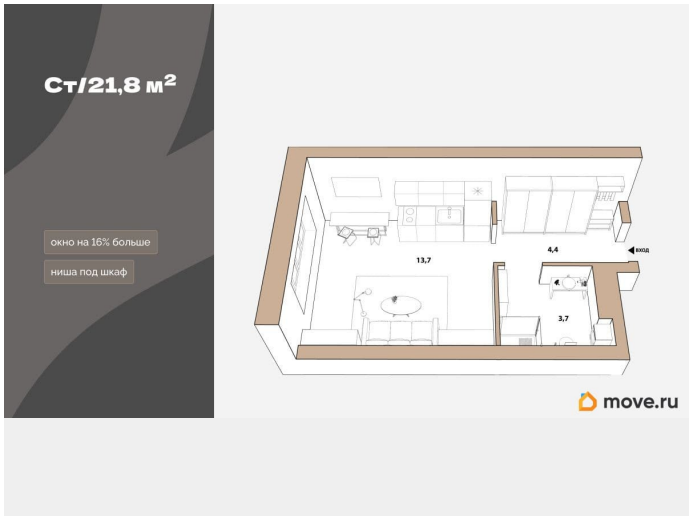 Ст/21,8 м²
окно на 16% больше
ниша под шкаф
13,7
4,4
ВХОД
3,7
move.ru